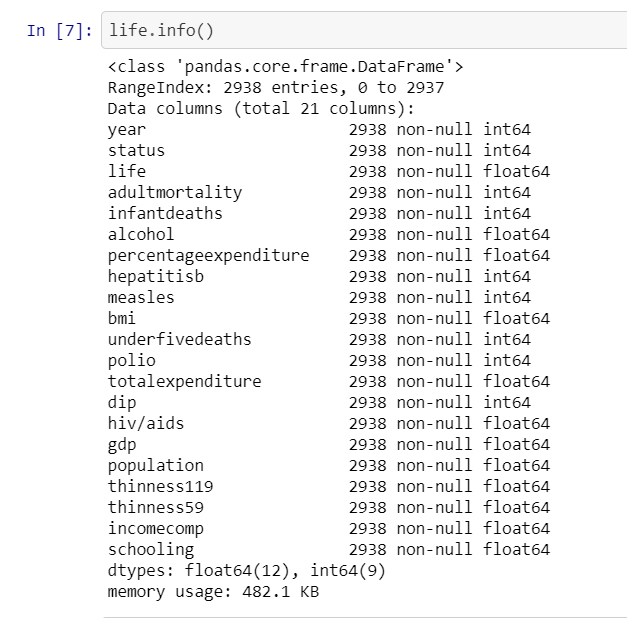 In [7]: life.info()
<class 'pandas.core.frame.DataFrame'>
RangeIndex: 2938 entries, 0 to 2937
Data columns (total 21 columns):
year                     2938 non-null int64
status                   2938 non-null int64
life                     2938 non-null float64
adultmortality           2938 non-null int64
infantdeaths             2938 non-null int64
alcohol                  2938 non-null float64
percentageexpenditure    2938 non-null float64
hepatitisb               2938 non-null int64
measles                  2938 non-null int64
bmi                      2938 non-null float64
underfivedeaths          2938 non-null int64
polio                    2938 non-null int64
totalexpenditure         2938 non-null float64
dip                      2938 non-null int64
hiv/aids                 2938 non-null float64
gdp                      2938 non-null float64
population               2938 non-null float64
thinness119              2938 non-null float64
thinness59               2938 non-null float64
incomecomp               2938 non-null float64
schooling                2938 non-null float64
dtypes: float64(12), int64(9)
memory usage: 482.1 KB